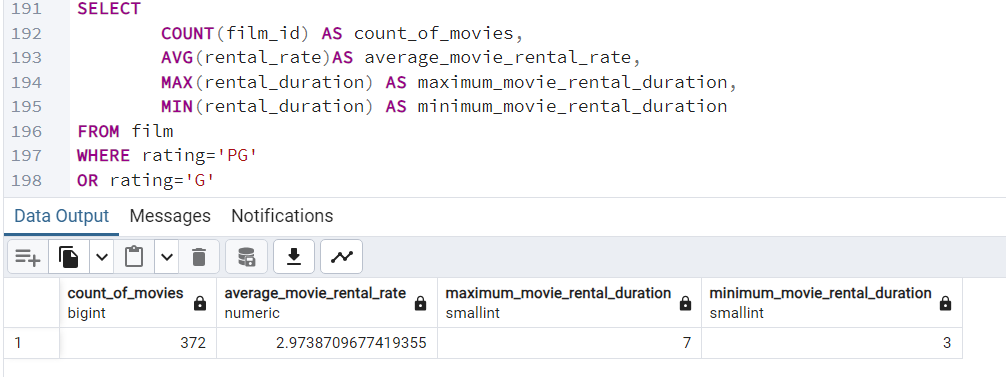 191 SELECT
192 COUNT(film_id) AS count_of_movies,
193 AVG(rental_rate)AS average_movie_rental_rate,
194 MAX(rental_duration) AS maximum_movie_rental_duration,
195 MIN(rental_duration) AS minimum_movie_rental_duration
196 FROM film
197 WHERE rating='PG'
198 OR rating='G'
Data Output Messages Notifications
count_of_movies average_movie_rental_rate maximum_movie_rental_duration minimum_movie_rental_duration
bigint numeric smallint smallint
1 372 2.9738709677419355 7 3